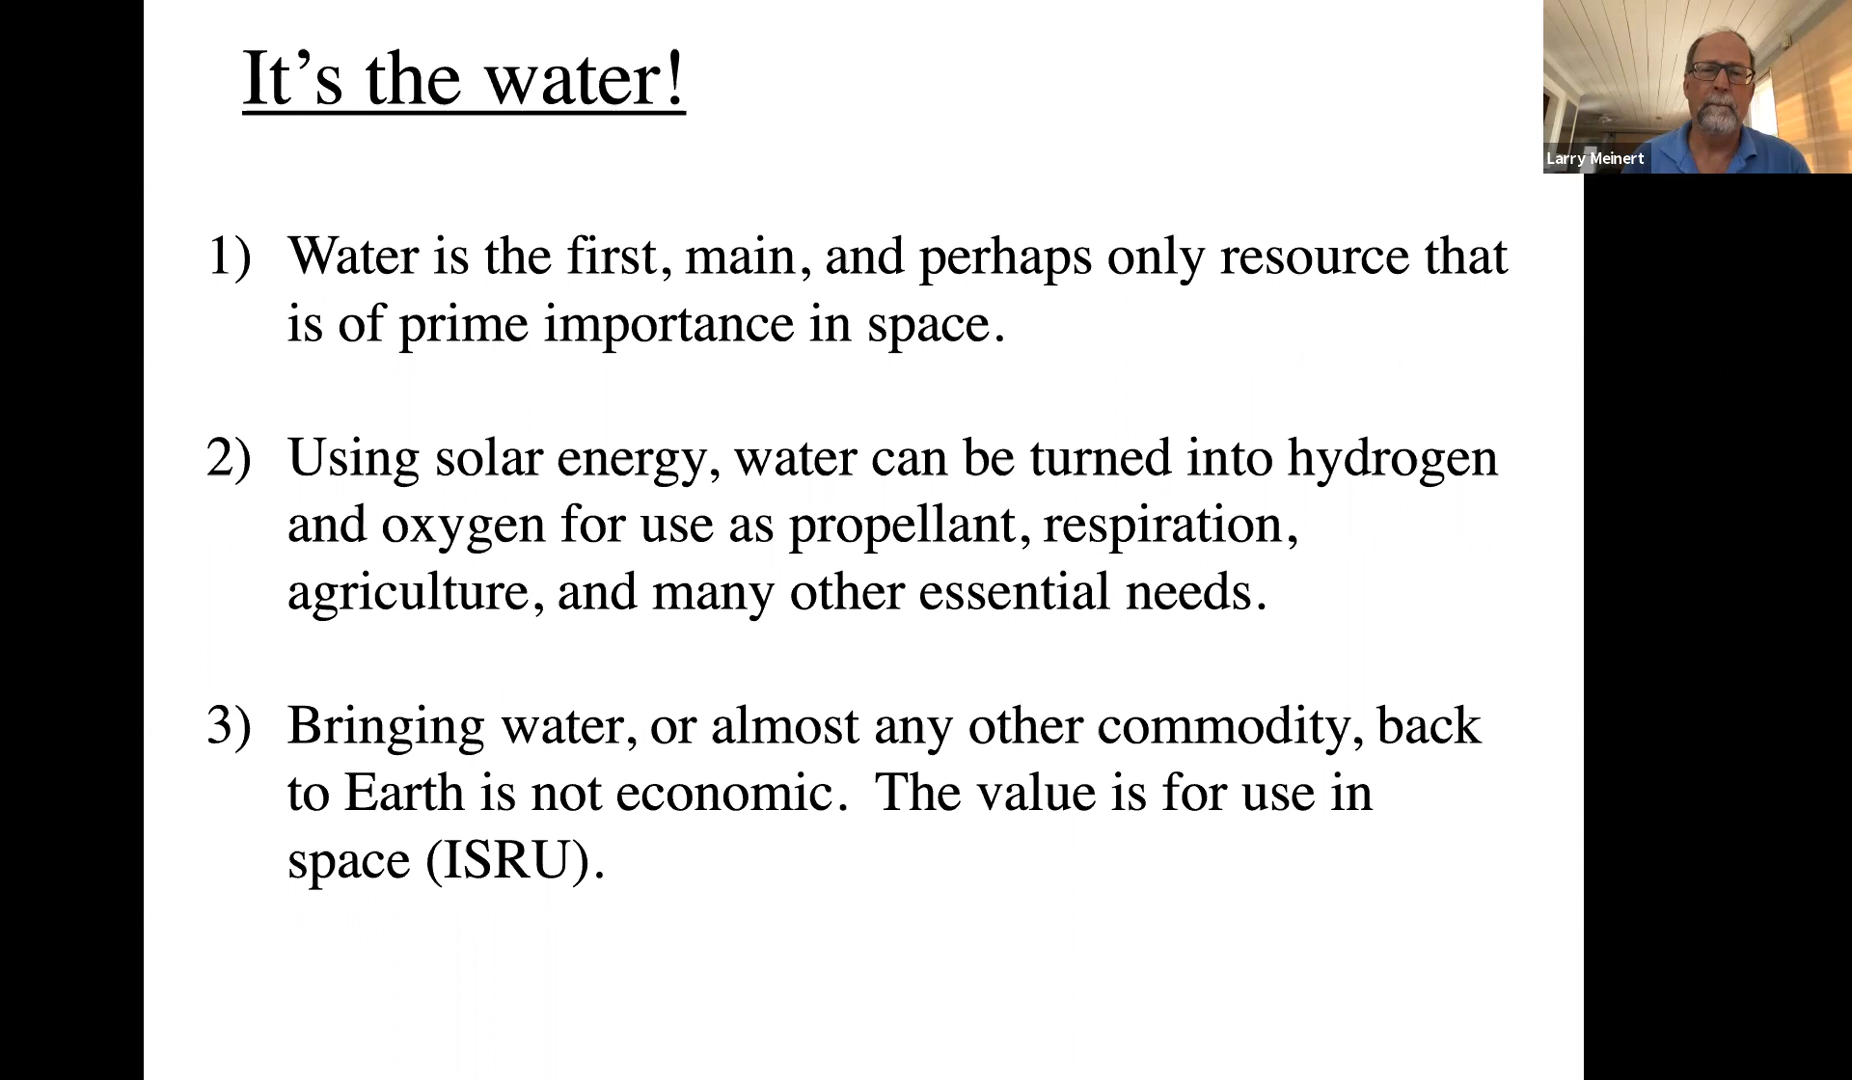 It’s the water!
Larry Meinert
1) Water is the first, main, and perhaps only resource that
is of prime importance in space.
2) Using solar energy, water can be turned into hydrogen
and oxygen for use as propellant, respiration,
agriculture, and many other essential needs.
3) Bringing water, or almost any other commodity, back
to Earth is not economic.  The value is for use in
space (ISRU).